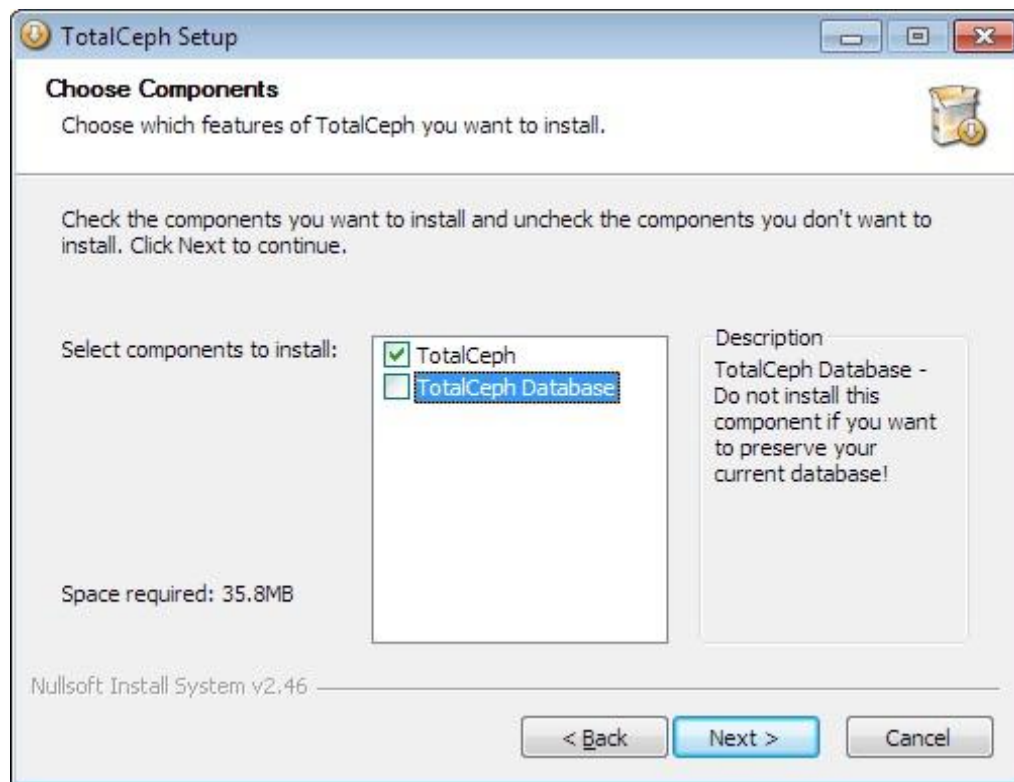 TotalCeph Setup
Choose Components
Choose which features of TotalCeph you want to install.
Check the components you want to install and uncheck the components you don't want to
install. Click Next to continue.
Select components to install:
TotalCeph
TotalCeph Database
Description
TotalCeph Database -
Do not install this
component if you want
to preserve your
current database!
Space required: 35.8MB
Nullsoft Install System v2.46
< Back
Next >
Cancel